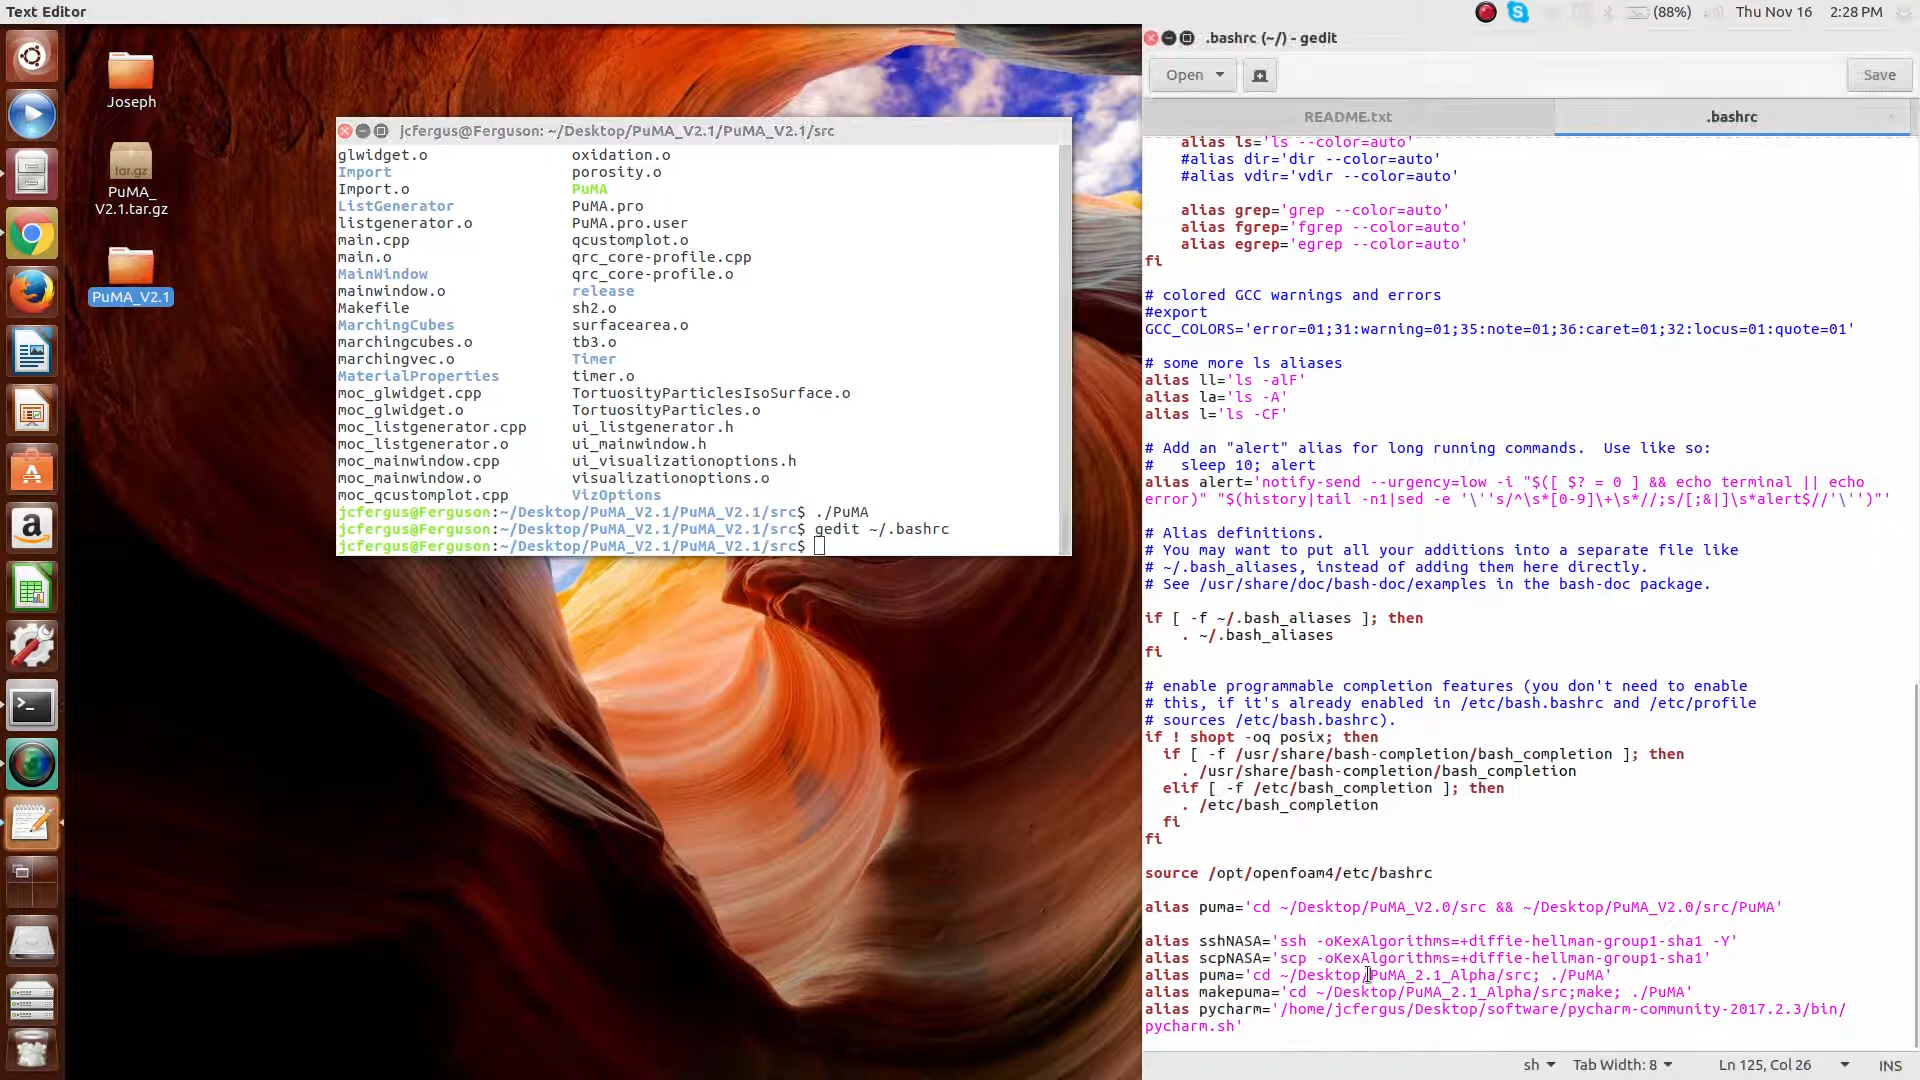 Text Editor
(88%)
Thu Nov 16
2:28 PM
Joseph
tar.gz
PuMA_
V2.1.tar.gz
PuMA_V2.1
jcfergus@Ferguson: ~/Desktop/PuMA_V2.1/PuMA_V2.1/src
glwidget.o oxidation.o
Import porosity.o
Import.o PuMA
ListGenerator PuMA.pro
listgenerator.o PuMA.pro.user
main.cpp qcustomplot.o
main.o qrc_core-profile.cpp
MainWindow qrc_core-profile.o
mainwindow.o release
Makefile sh2.o
MarchingCubes surfacearea.o
marchingcubes.o tb3.o
marchingvec.o Timer
MaterialProperties timer.o
moc_glwidget.cpp TortuosityParticlesIsoSurface.o
moc_glwidget.o TortuosityParticles.o
moc_listgenerator.cpp ui_listgenerator.h
moc_listgenerator.o ui_mainwindow.h
moc_mainwindow.cpp ui_visualizationoptions.h
moc_mainwindow.o visualizationoptions.o
moc_qcustomplot.cpp VizOptions
jcfergus@Ferguson:~/Desktop/PuMA_V2.1/PuMA_V2.1/src$ ./PuMA
jcfergus@Ferguson:~/Desktop/PuMA_V2.1/PuMA_V2.1/src$ gedit ~/.bashrc
jcfergus@Ferguson:~/Desktop/PuMA_V2.1/PuMA_V2.1/src$
.bashrc (~/) - gedit
Open
Save
README.txt
.bashrc
alias ls='ls --color=auto'
#alias dir='dir --color=auto'
#alias vdir='vdir --color=auto'
alias grep='grep --color=auto'
alias fgrep='fgrep --color=auto'
alias egrep='egrep --color=auto'
fi
# colored GCC warnings and errors
#export
GCC_COLORS='error=01;31:warning=01;35:note=01;36:caret=01;32:locus=01:quote=01'
# some more ls aliases
alias ll='ls -alF'
alias la='ls -A'
alias l='ls -CF'
# Add an "alert" alias for long running commands.  Use like so:
#   sleep 10; alert
alias alert='notify-send --urgency=low -i "$([ $? = 0 ] && echo terminal || echo
error)" "$(history|tail -n1|sed -e '\''s/^\s*[0-9]\+\s*//;s/[;&|]\s*alert$//'\'')"'
# Alias definitions.
# You may want to put all your additions into a separate file like
# ~/.bash_aliases, instead of adding them here directly.
# See /usr/share/doc/bash-doc/examples in the bash-doc package.
if [ -f ~/.bash_aliases ]; then
. ~/.bash_aliases
fi
# enable programmable completion features (you don't need to enable
# this, if it's already enabled in /etc/bash.bashrc and /etc/profile
# sources /etc/bash.bashrc).
if ! shopt -oq posix; then
if [ -f /usr/share/bash-completion/bash_completion ]; then
. /usr/share/bash-completion/bash_completion
elif [ -f /etc/bash_completion ]; then
. /etc/bash_completion
fi
fi
source /opt/openfoam4/etc/bashrc
alias puma='cd ~/Desktop/PuMA_V2.0/src && ~/Desktop/PuMA_V2.0/src/PuMA'
alias sshNASA='ssh -oKexAlgorithms=+diffie-hellman-group1-sha1 -Y'
alias scpNASA='scp -oKexAlgorithms=+diffie-hellman-group1-sha1'
alias puma='cd ~/Desktop/PuMA_2.1_Alpha/src; ./PuMA'
alias makepuma='cd ~/Desktop/PuMA_2.1_Alpha/src;make; ./PuMA'
alias pycharm='/home/jcfergus/Desktop/software/pycharm-community-2017.2.3/bin/
pycharm.sh'
sh
Tab Width: 8
Ln 125, Col 26
INS